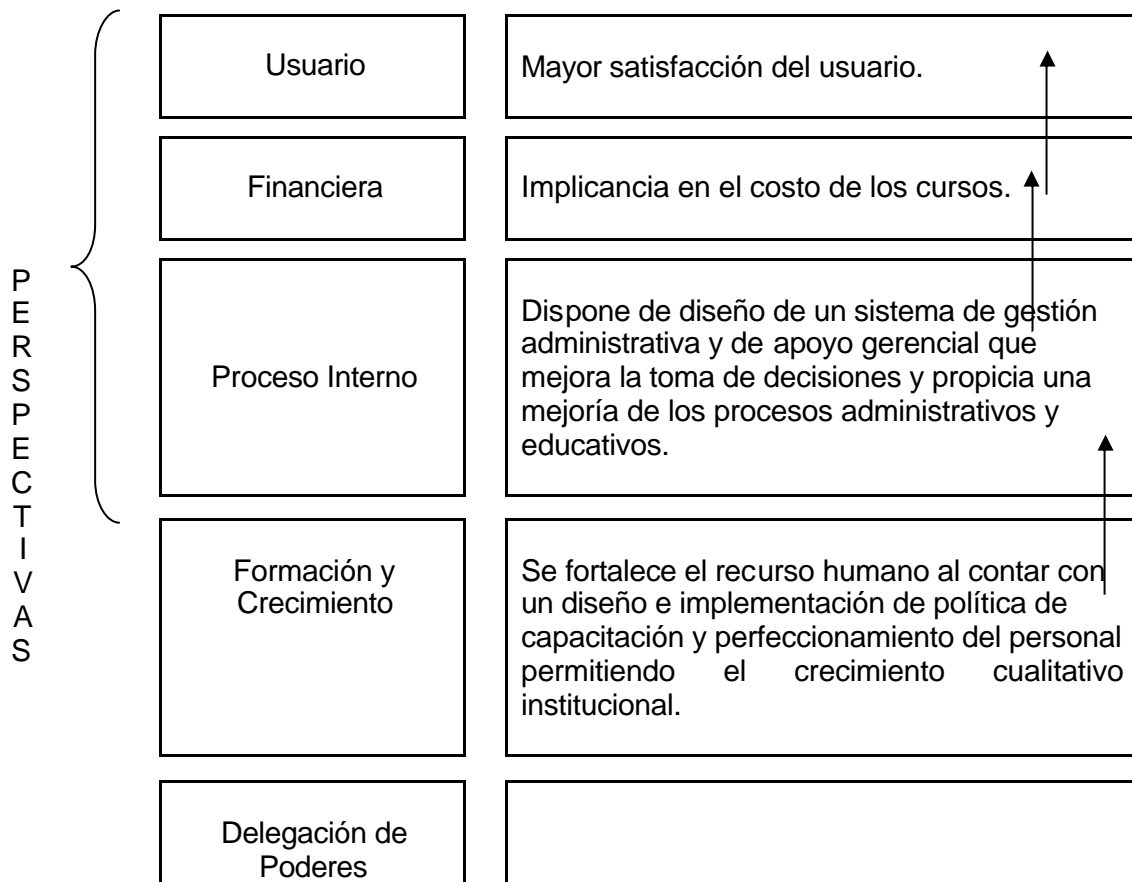 PERSPECTIVAS
Usuario
Mayor satisfacción del usuario.
Financiera
Implicancia en el costo de los cursos.
Proceso Interno
Dispone de diseño de un sistema de gestión
administrativa y de apoyo gerencial que
mejora la toma de decisiones y propicia una
mejoría de los procesos administrativos y
educativos.
Formación y
Crecimiento
Se fortalece el recurso humano al contar con
un diseño e implementación de política de
capacitación y perfeccionamiento del personal
permitiendo el crecimiento cualitativo
institucional.
Delegación de
Poderes